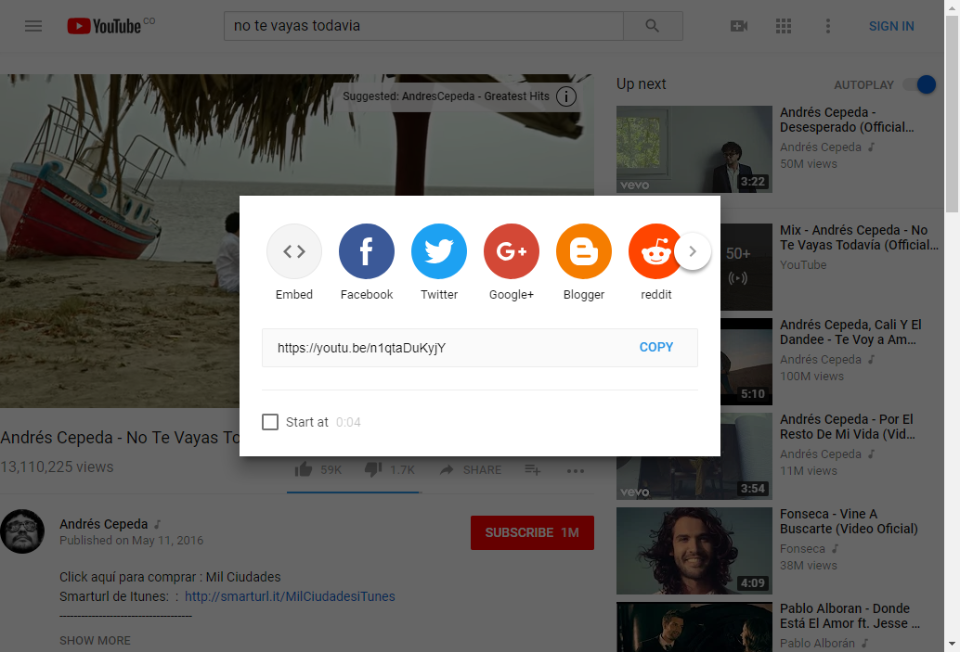 YouTube CO
no te vayas todavia
SIGN IN
Suggested: AndresCepeda - Greatest Hits
Embed
Facebook
Twitter
G+
Google+
Blogger
reddit
https://youtu.be/n1qtaDuKyjY
COPY
Start at 0:04
Andrés Cepeda - No Te Vayas To
13,110,225 views
59K
1.7K
SHARE
Andrés Cepeda
Published on May 11, 2016
SUBSCRIBE 1M
Click aquí para comprar : Mil Ciudades
Smarturl de Itunes: : http://smarturl.it/MilCiudadesiTunes
SHOW MORE
Up next
AUTOPLAY
vevo
3:22
Andrés Cepeda -
Desesperado (Official...
Andrés Cepeda
50M views
50+
Mix - Andrés Cepeda - No
Te Vayas Todavía (Official...
YouTube
5:10
Andrés Cepeda, Cali Y El
Dandee - Te Voy a Am...
Andrés Cepeda
100M views
vevo
3:54
Andrés Cepeda - Por El
Resto De Mi Vida (Vid...
Andrés Cepeda
11M views
4:09
Fonseca - Vine A
Buscarte (Video Oficial)
Fonseca
38M views
Pablo Alboran - Donde
Está El Amor ft. Jesse ...
Pablo Alborán